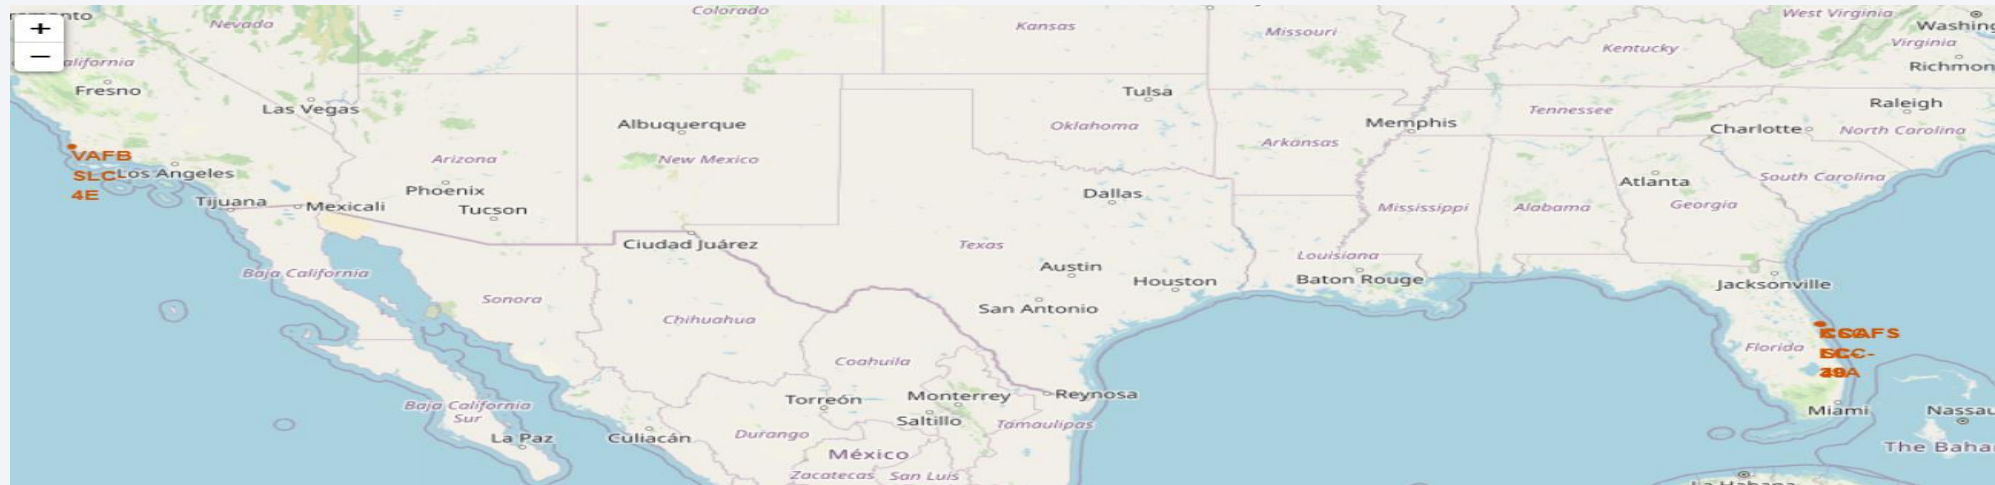 +
−
Nevada
Colorado
Kansas
Missouri
West Virginia
Washing
Kentucky
Virginia
Richmon
Fresno
Las Vegas
Tulsa
Albuquerque
Oklahoma
Memphis
Tennessee
Raleigh
Charlotte
North Carolina
Arkansas
VAFB
SLC-
4E
Los Angeles
Arizona
New Mexico
Phoenix
Tucson
Tijuana
Mexicali
Dallas
Atlanta
South Carolina
Mississippi
Alabama
Georgia
Ciudad Juárez
Texas
Louisiana
Baton Rouge
Austin
Houston
Jacksonville
Baja California
Sonora
San Antonio
Chihuahua
Florida
Coahuila
Torreón
Monterrey
Reynosa
Saltillo
Tamaulipas
Baja California
Sur
La Paz
Culiacán
Durango
México
Zacatecas
San Luis
Miami
Nassau
The Baha